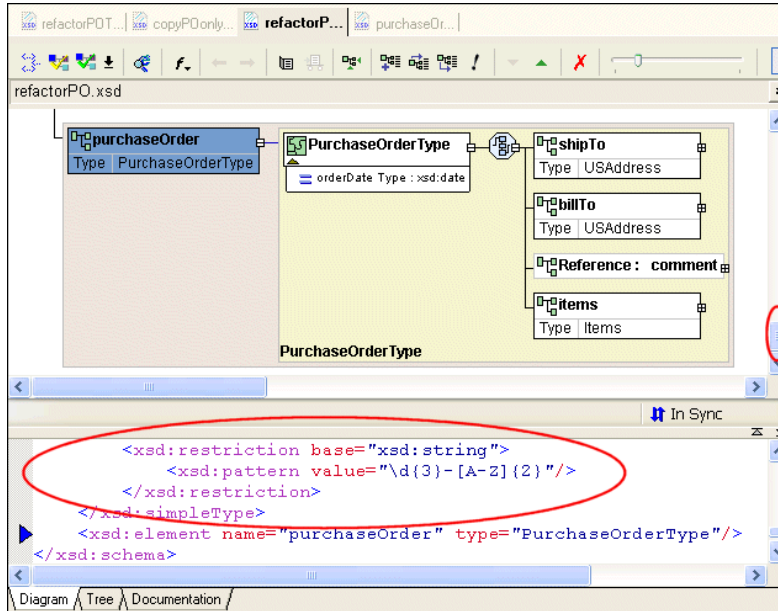 refactorPOT... copyPOonly... refactorP... purchaseOr...
refactorPO.xsd
purchaseOrder
Type PurchaseOrderType
PurchaseOrderType
orderDate Type : xsd:date
shipTo
Type USAddress
billTo
Type USAddress
Reference : comment
items
Type Items
PurchaseOrderType
In Sync
<xsd:restriction base="xsd:string">
<xsd:pattern value="\d{3}-[A-Z]{2}"/>
</xsd:restriction>
</xsd:simpleType>
<xsd:element name="purchaseOrder" type="PurchaseOrderType"/>
</xsd:schema>
Diagram Tree Documentation